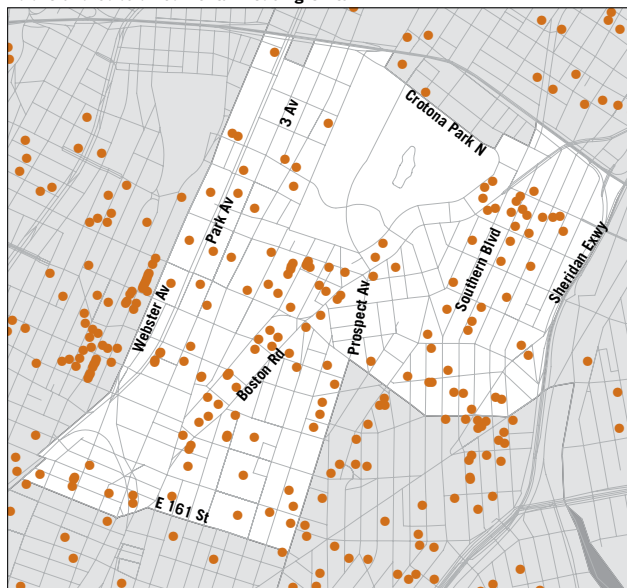 3 Av
Crotona Park N
Park Av
Southern Blvd
Sheridan Exwy
Webster Av
Prospect Av
Boston Rd
E 161 St